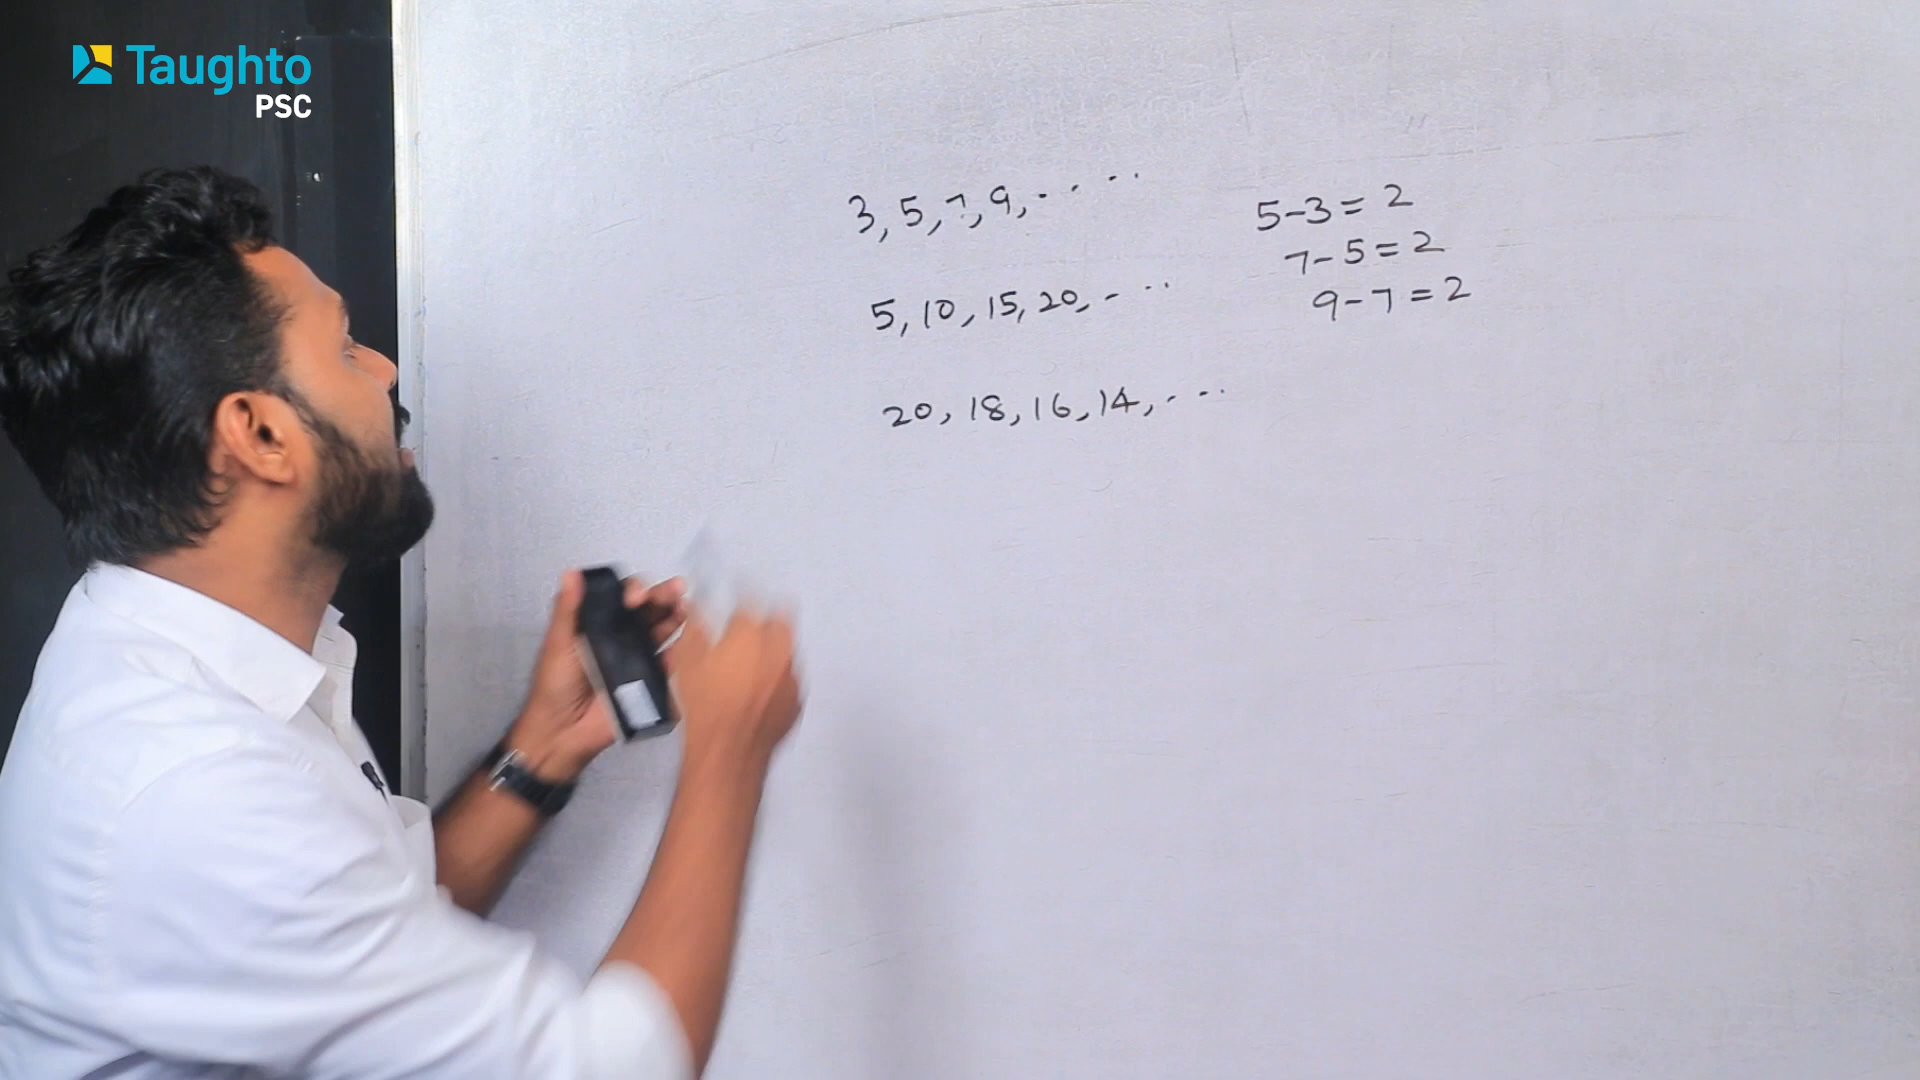 Taughto
PSC
3, 5, 7, 9, . . . .
5 - 3 = 2
7 - 5 = 2
9 - 7 = 2
5, 10, 15, 20, - . .
20, 18, 16, 14, . - . .